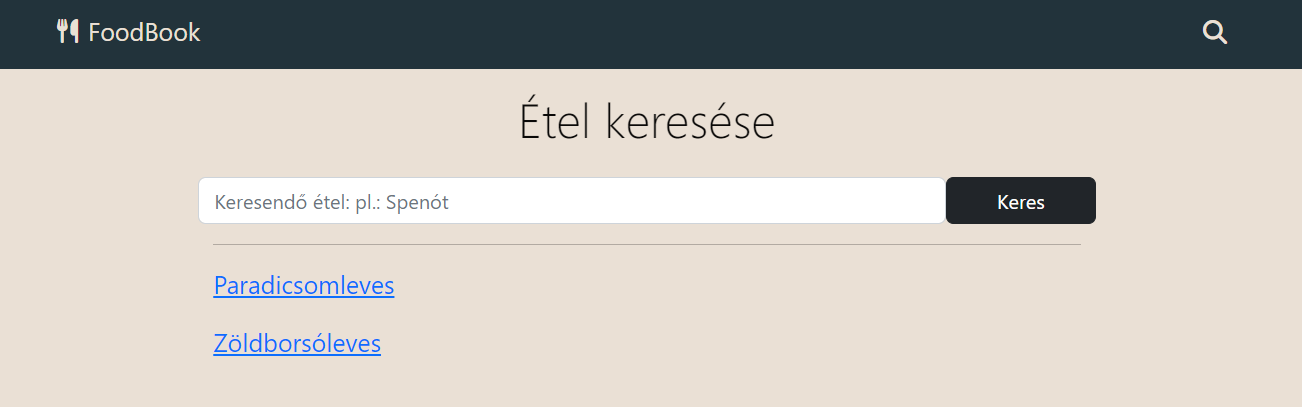 FoodBook
Étel keresése
Keresendő étel: pl.: Spenót
Keres
Paradicsomleves
Zöldborsóleves